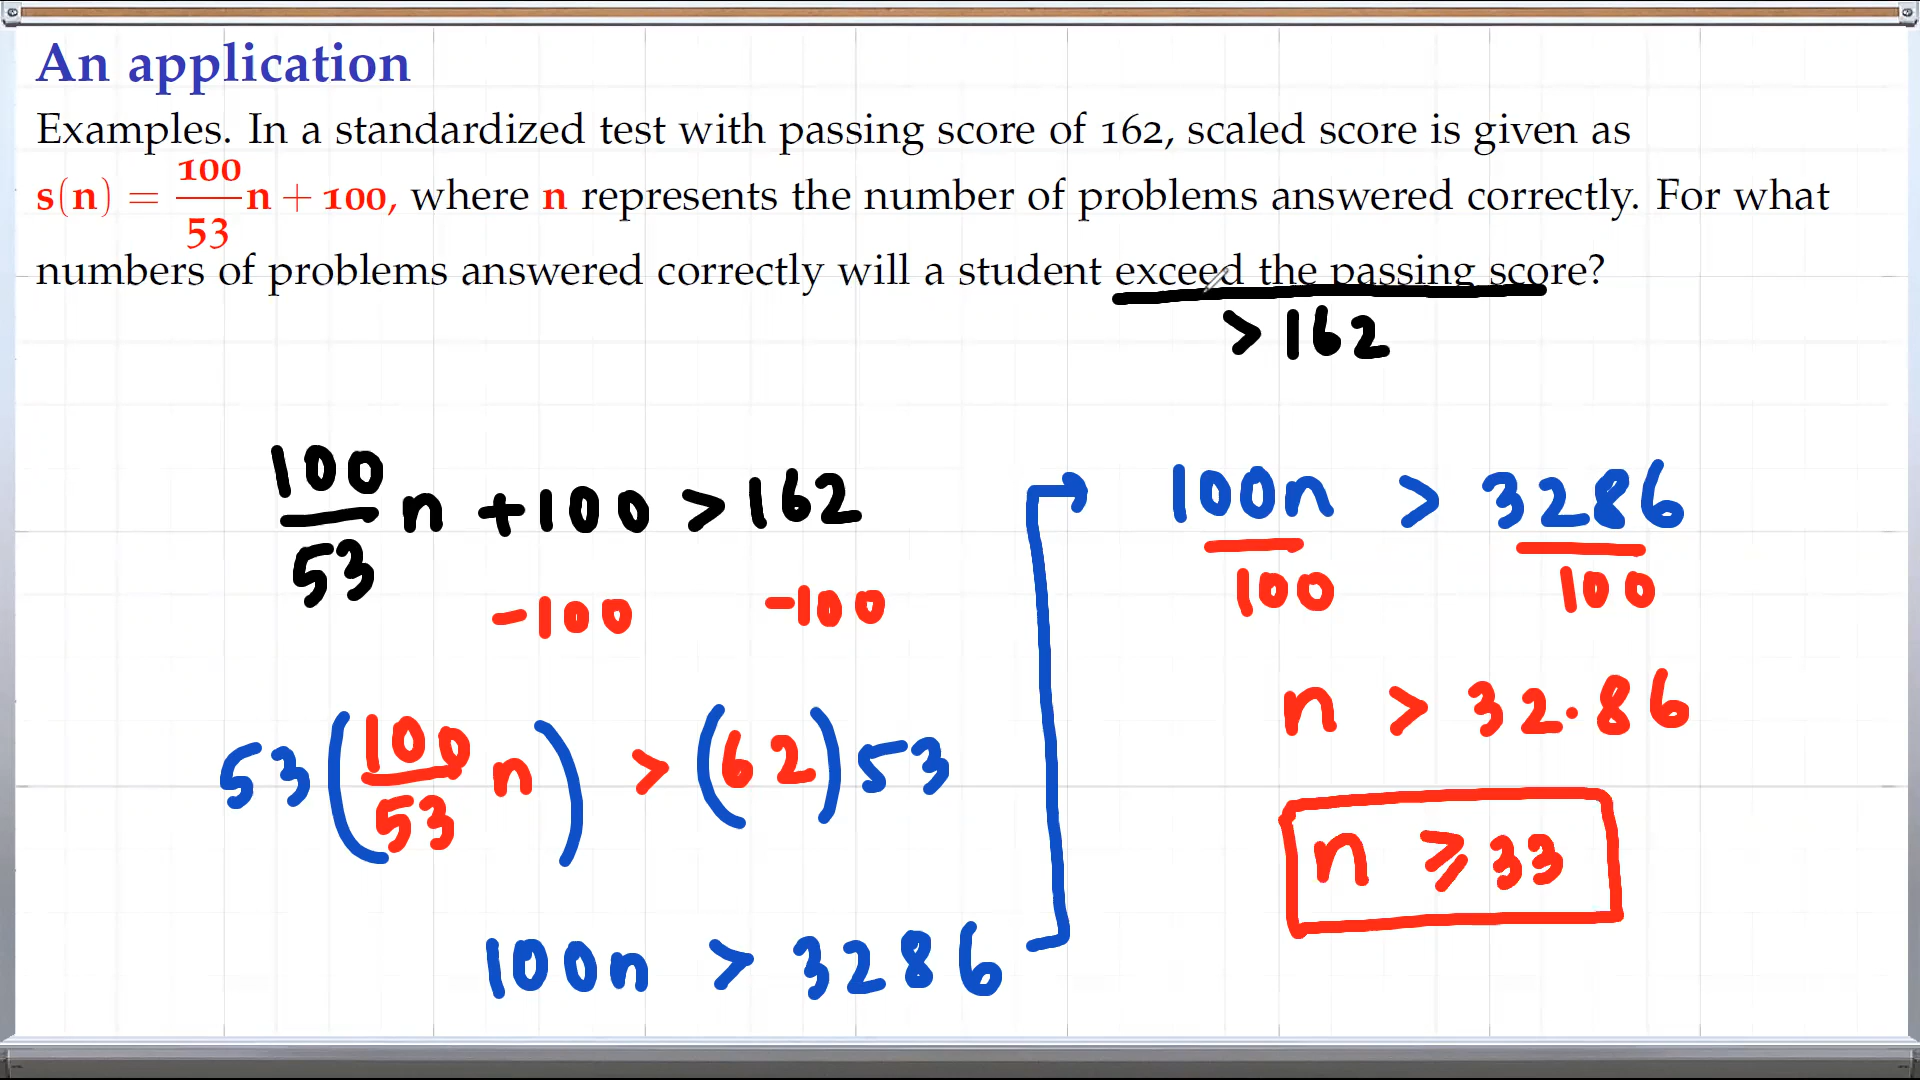 An application
Examples. In a standardized test with passing score of 162, scaled score is given as
s(n) = 100/53 n + 100, where n represents the number of problems answered correctly. For what
numbers of problems answered correctly will a student exceed the passing score?
> 162
100/53 n + 100 > 162
-100 -100
53 (100/53 n) > (62) 53
100n > 3286
100n > 3286
100 100
n > 32.86
n ≥ 33